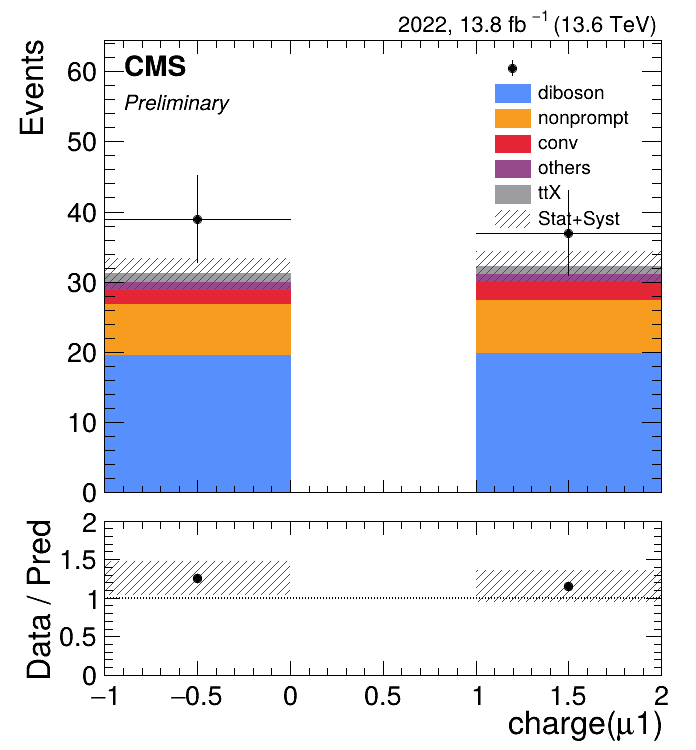 2022, 13.8 fb⁻¹ (13.6 TeV)
CMS
Preliminary
diboson
nonprompt
conv
others
ttX
Stat+Syst
Events
60
50
40
30
20
10
0
Data / Pred
2
1.5
1
0.5
0
−1 −0.5 0 0.5 1 1.5 2
charge(μ1)